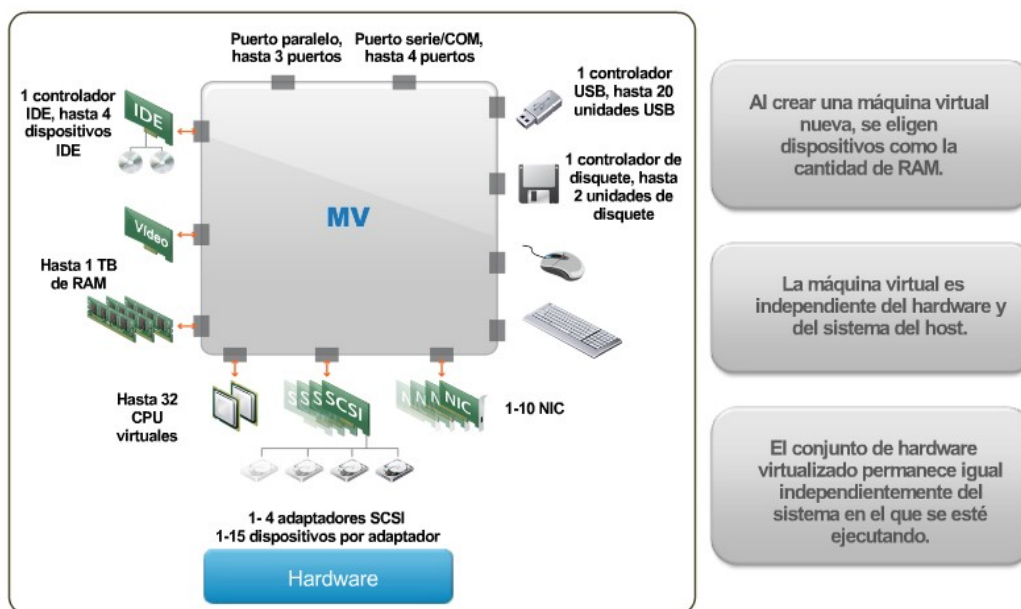 Puerto paralelo,
hasta 3 puertos
Puerto serie/COM,
hasta 4 puertos
1 controlador
IDE, hasta 4
dispositivos
IDE
IDE
1 controlador
USB, hasta 20
unidades USB
1 controlador de
disquete, hasta
2 unidades de
disquete
MV
Vídeo
Hasta 1 TB
de RAM
Hasta 32
CPU
virtuales
S S S SCSI
N N N NIC
1-10 NIC
1- 4 adaptadores SCSI
1-15 dispositivos por adaptador
Hardware
Al crear una máquina virtual
nueva, se eligen
dispositivos como la
cantidad de RAM.
La máquina virtual es
independiente del hardware y
del sistema del host.
El conjunto de hardware
virtualizado permanece igual
independientemente del
sistema en el que se esté
ejecutando.